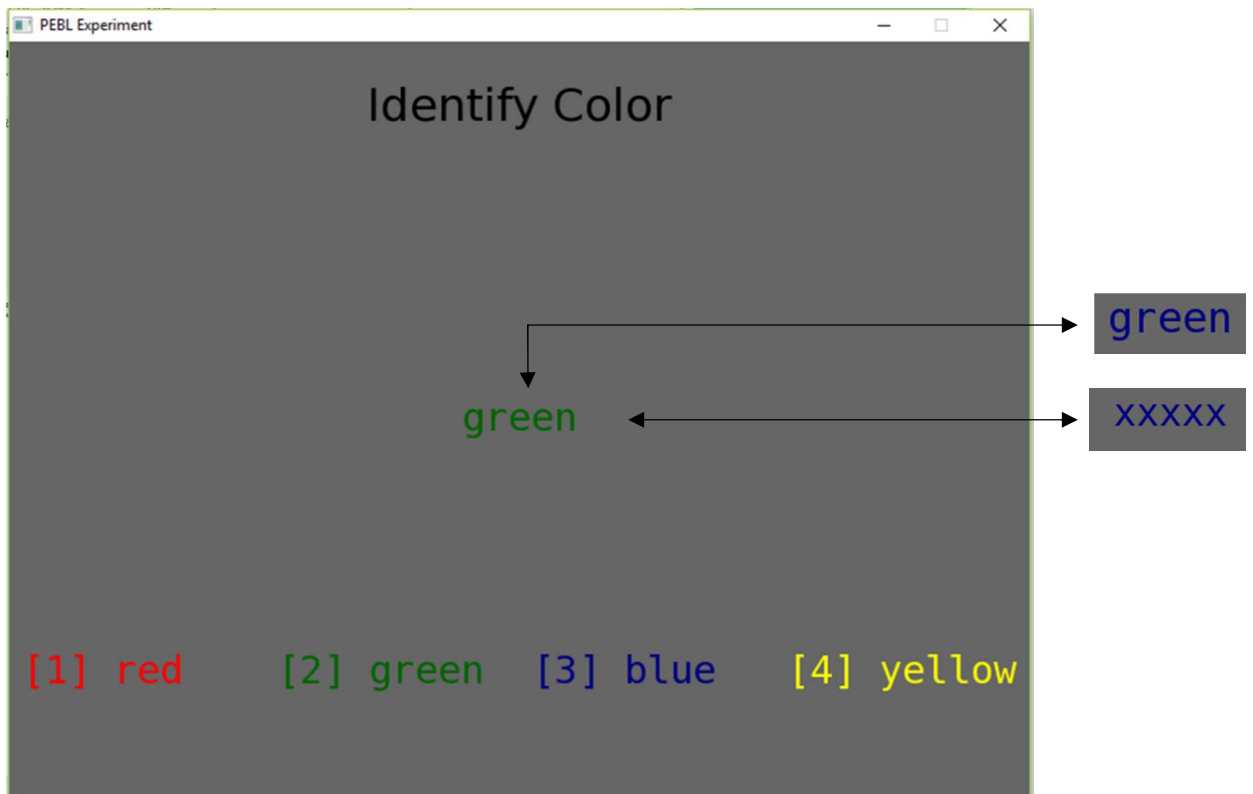 PEBL Experiment
Identify Color
green
xxxxx
green
[1] red [2] green [3] blue [4] yellow